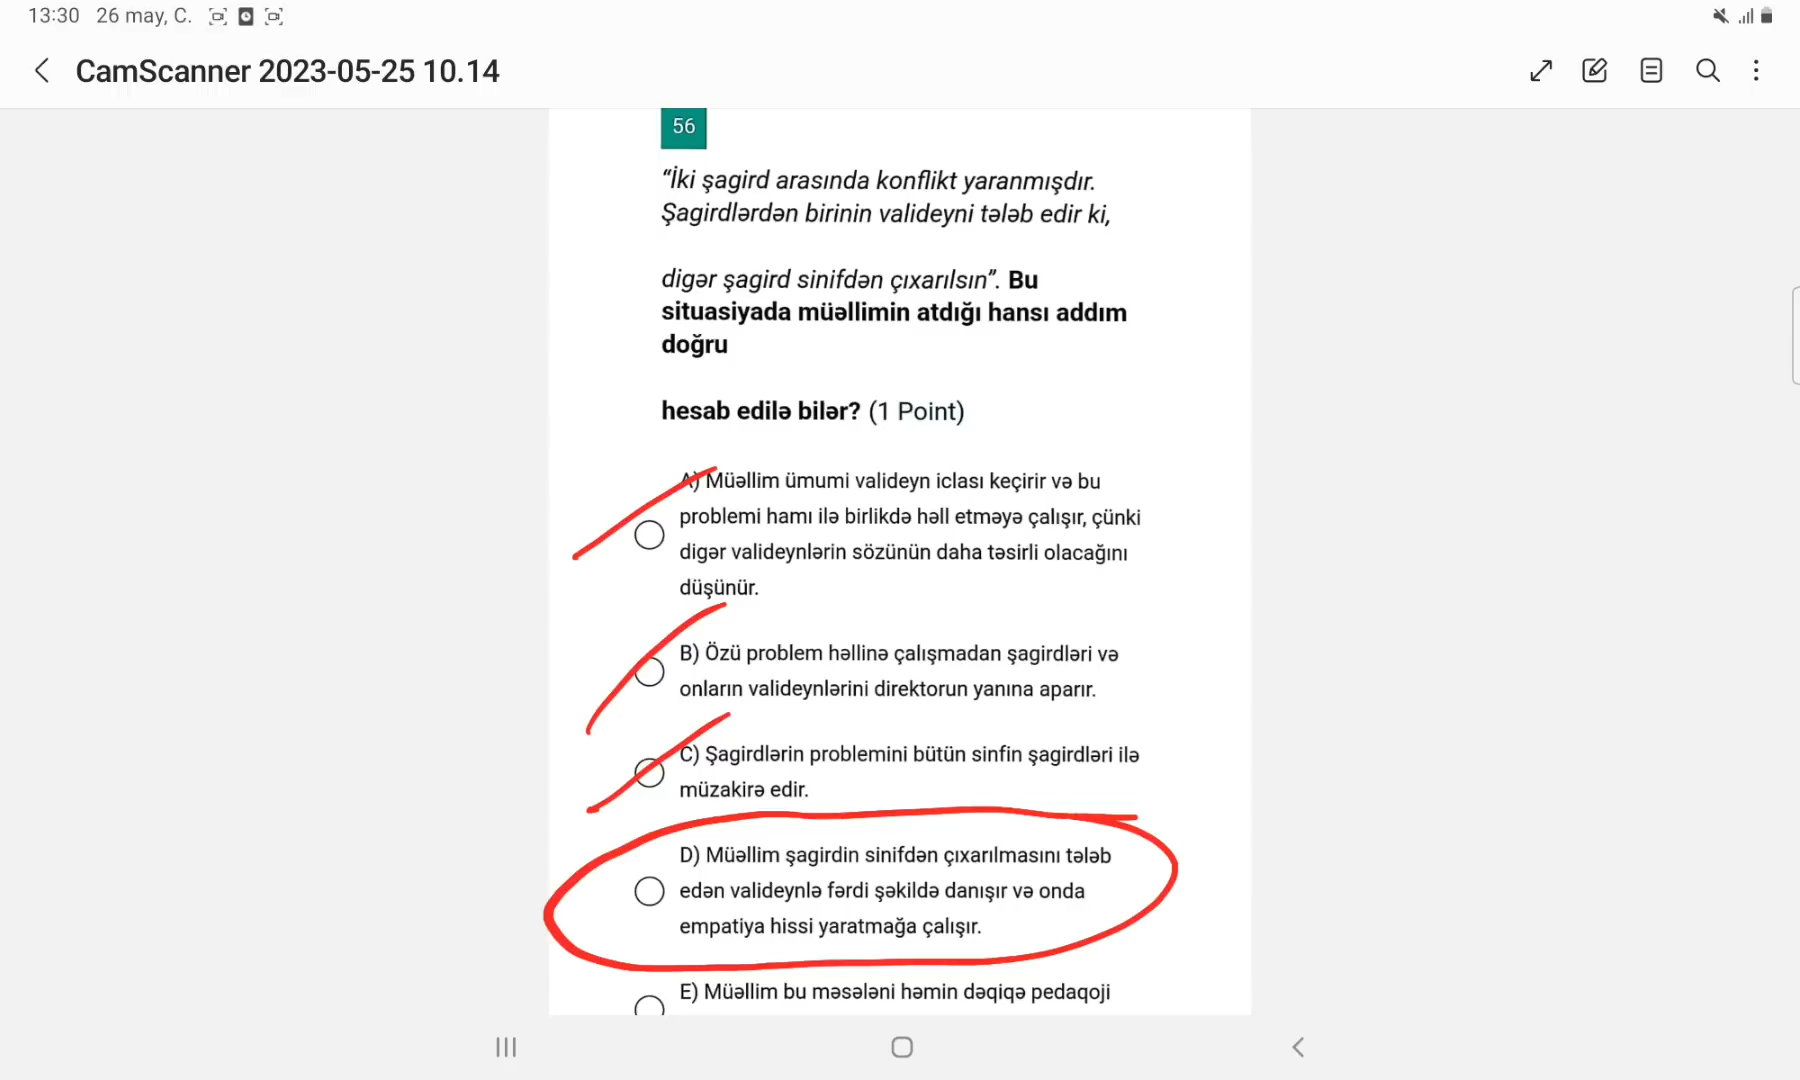 13:30 26 may, C.
CamScanner 2023-05-25 10.14
56
“İki şagird arasında konflikt yaranmışdır.
Şagirdlərdən birinin valideyni tələb edir ki,
digər şagird sinifdən çıxarılsın”. Bu
situasiyada müəllimin atdığı hansı addım
doğru
hesab edilə bilər? (1 Point)
A) Müəllim ümumi valideyn iclası keçirir və bu
problemi hamı ilə birlikdə həll etməyə çalışır, çünki
digər valideynlərin sözünün daha təsirli olacağını
düşünür.
B) Özü problem həllinə çalışmadan şagirdləri və
onların valideynlərini direktorun yanına aparır.
C) Şagirdlərin problemini bütün sinfin şagirdləri ilə
müzakirə edir.
D) Müəllim şagirdin sinifdən çıxarılmasını tələb
edən valideynlə fərdi şəkildə danışır və onda
empatiya hissi yaratmağa çalışır.
E) Müəllim bu məsələni həmin dəqiqə pedaqoji